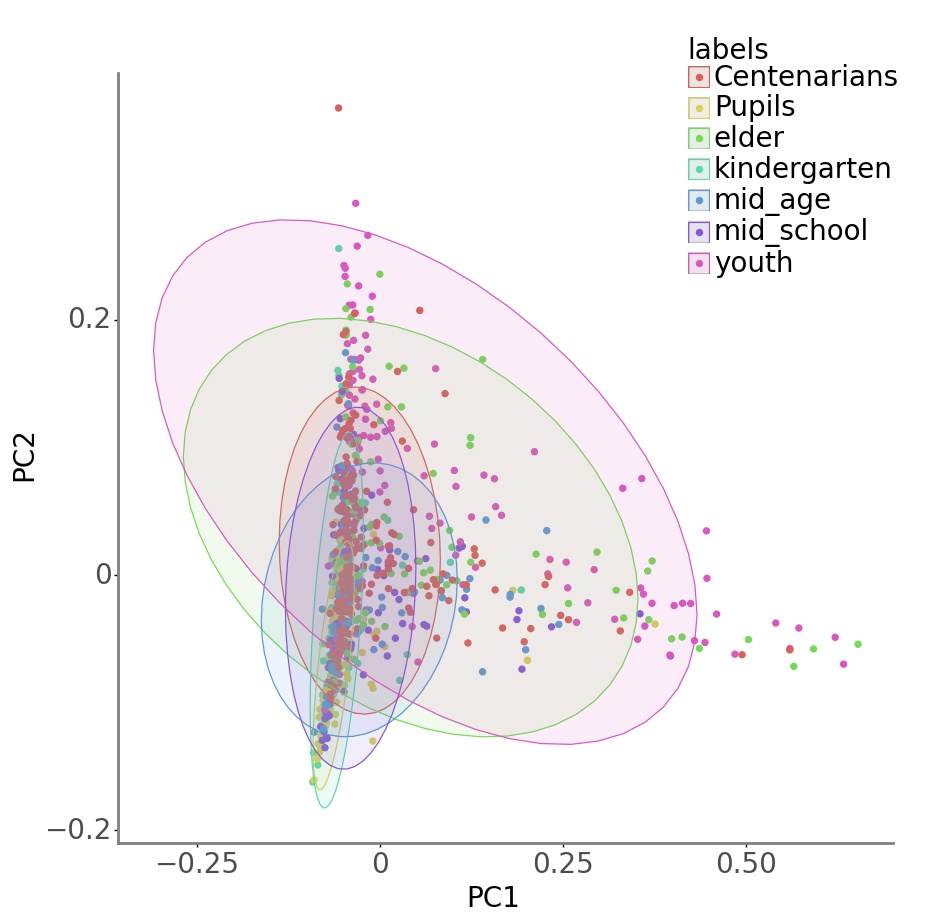 labels
Centenarians
Pupils
elder
kindergarten
mid_age
mid_school
youth
0.2
0
−0.2
PC2
−0.25
0
0.25
0.50
PC1